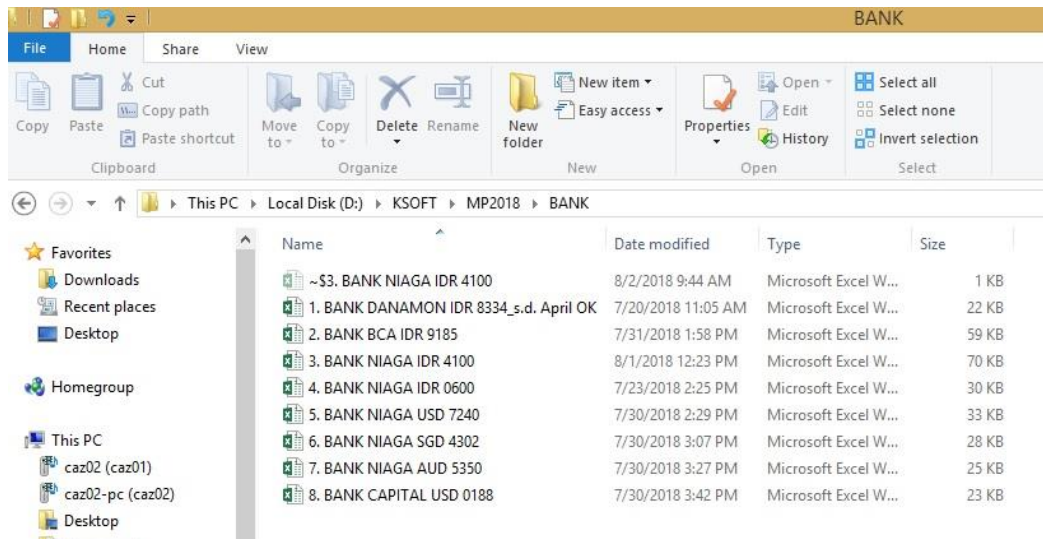 BANK
File Home Share View
Copy
Paste
Cut
Copy path
Paste shortcut
Clipboard
Move to
Copy to
Delete
Rename
Organize
New folder
New item
Easy access
New
Properties
Open
Edit
History
Open
Select all
Select none
Invert selection
Select
This PC Local Disk (D:) KSOFT MP2018 BANK
Favorites
Downloads
Recent places
Desktop
Homegroup
This PC
caz02 (caz01)
caz02-pc (caz02)
Desktop
Name Date modified Type Size
~$3. BANK NIAGA IDR 4100 8/2/2018 9:44 AM Microsoft Excel W... 1 KB
1. BANK DANAMON IDR 8334_s.d. April OK 7/20/2018 11:05 AM Microsoft Excel W... 22 KB
2. BANK BCA IDR 9185 7/31/2018 1:58 PM Microsoft Excel W... 59 KB
3. BANK NIAGA IDR 4100 8/1/2018 12:23 PM Microsoft Excel W... 70 KB
4. BANK NIAGA IDR 0600 7/23/2018 2:25 PM Microsoft Excel W... 30 KB
5. BANK NIAGA USD 7240 7/30/2018 2:29 PM Microsoft Excel W... 33 KB
6. BANK NIAGA SGD 4302 7/30/2018 3:07 PM Microsoft Excel W... 28 KB
7. BANK NIAGA AUD 5350 7/30/2018 3:27 PM Microsoft Excel W... 25 KB
8. BANK CAPITAL USD 0188 7/30/2018 3:42 PM Microsoft Excel W... 23 KB